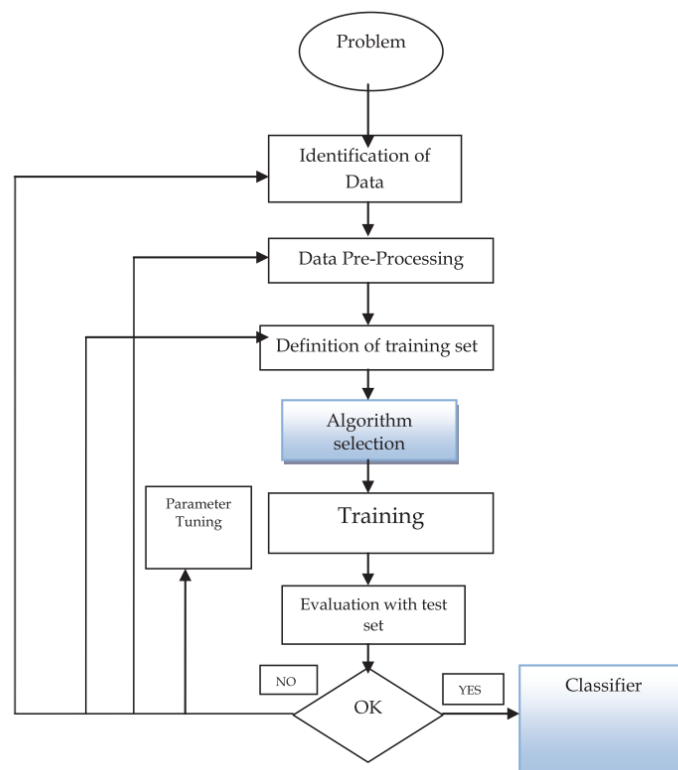 Problem
Identification of
Data
Data Pre-Processing
Definition of training set
Algorithm
selection
Parameter
Tuning
Training
Evaluation with test
set
NO
OK
YES
Classifier